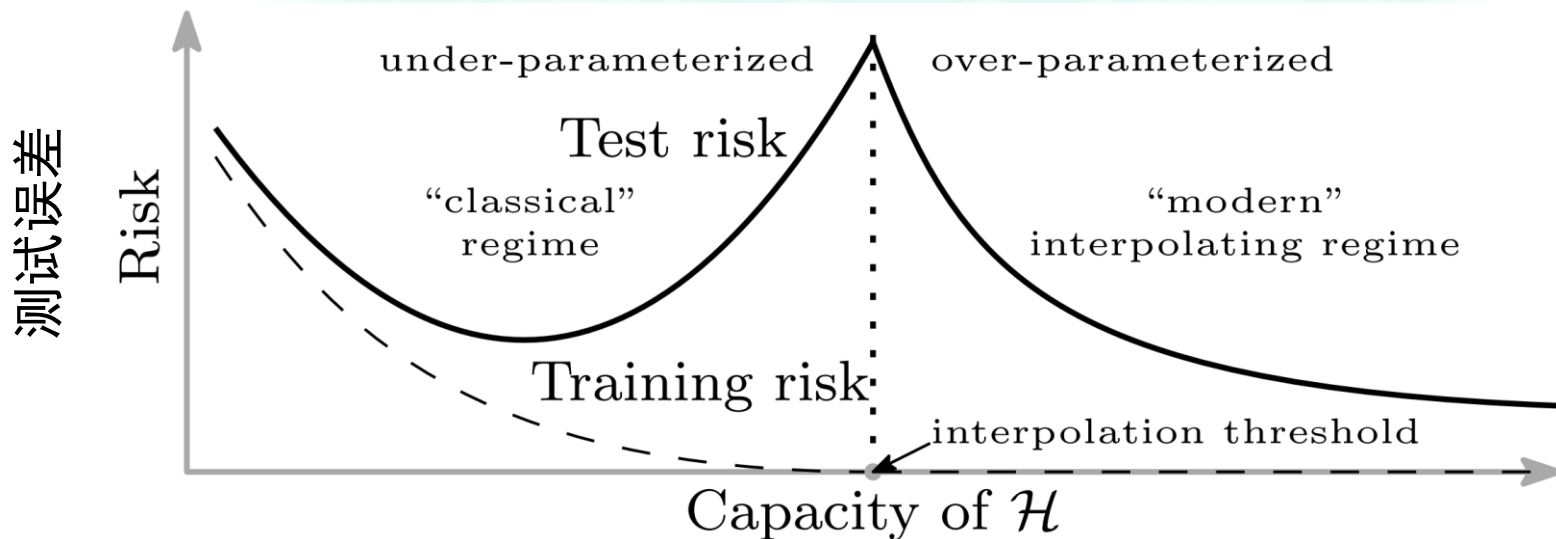 under-parameterized
over-parameterized
Test risk
“classical”
regime
“modern”
interpolating regime
测试误差
Risk
Training risk
interpolation threshold
Capacity of ℋ